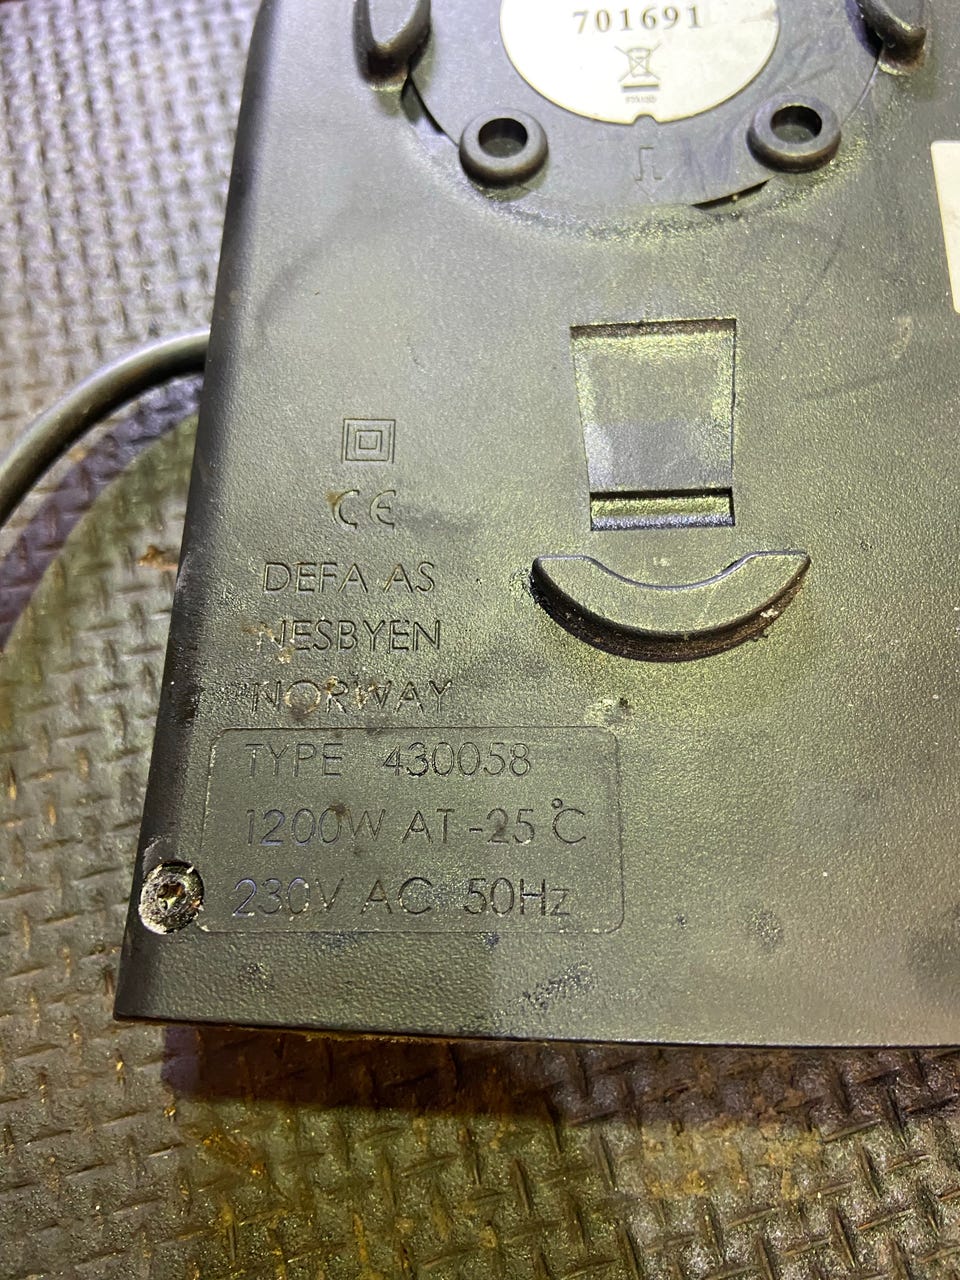 701691
CE
DEFA AS
NESBYEN
NORWAY
TYPE 430058
1200W AT -25°C
230V AC 50Hz